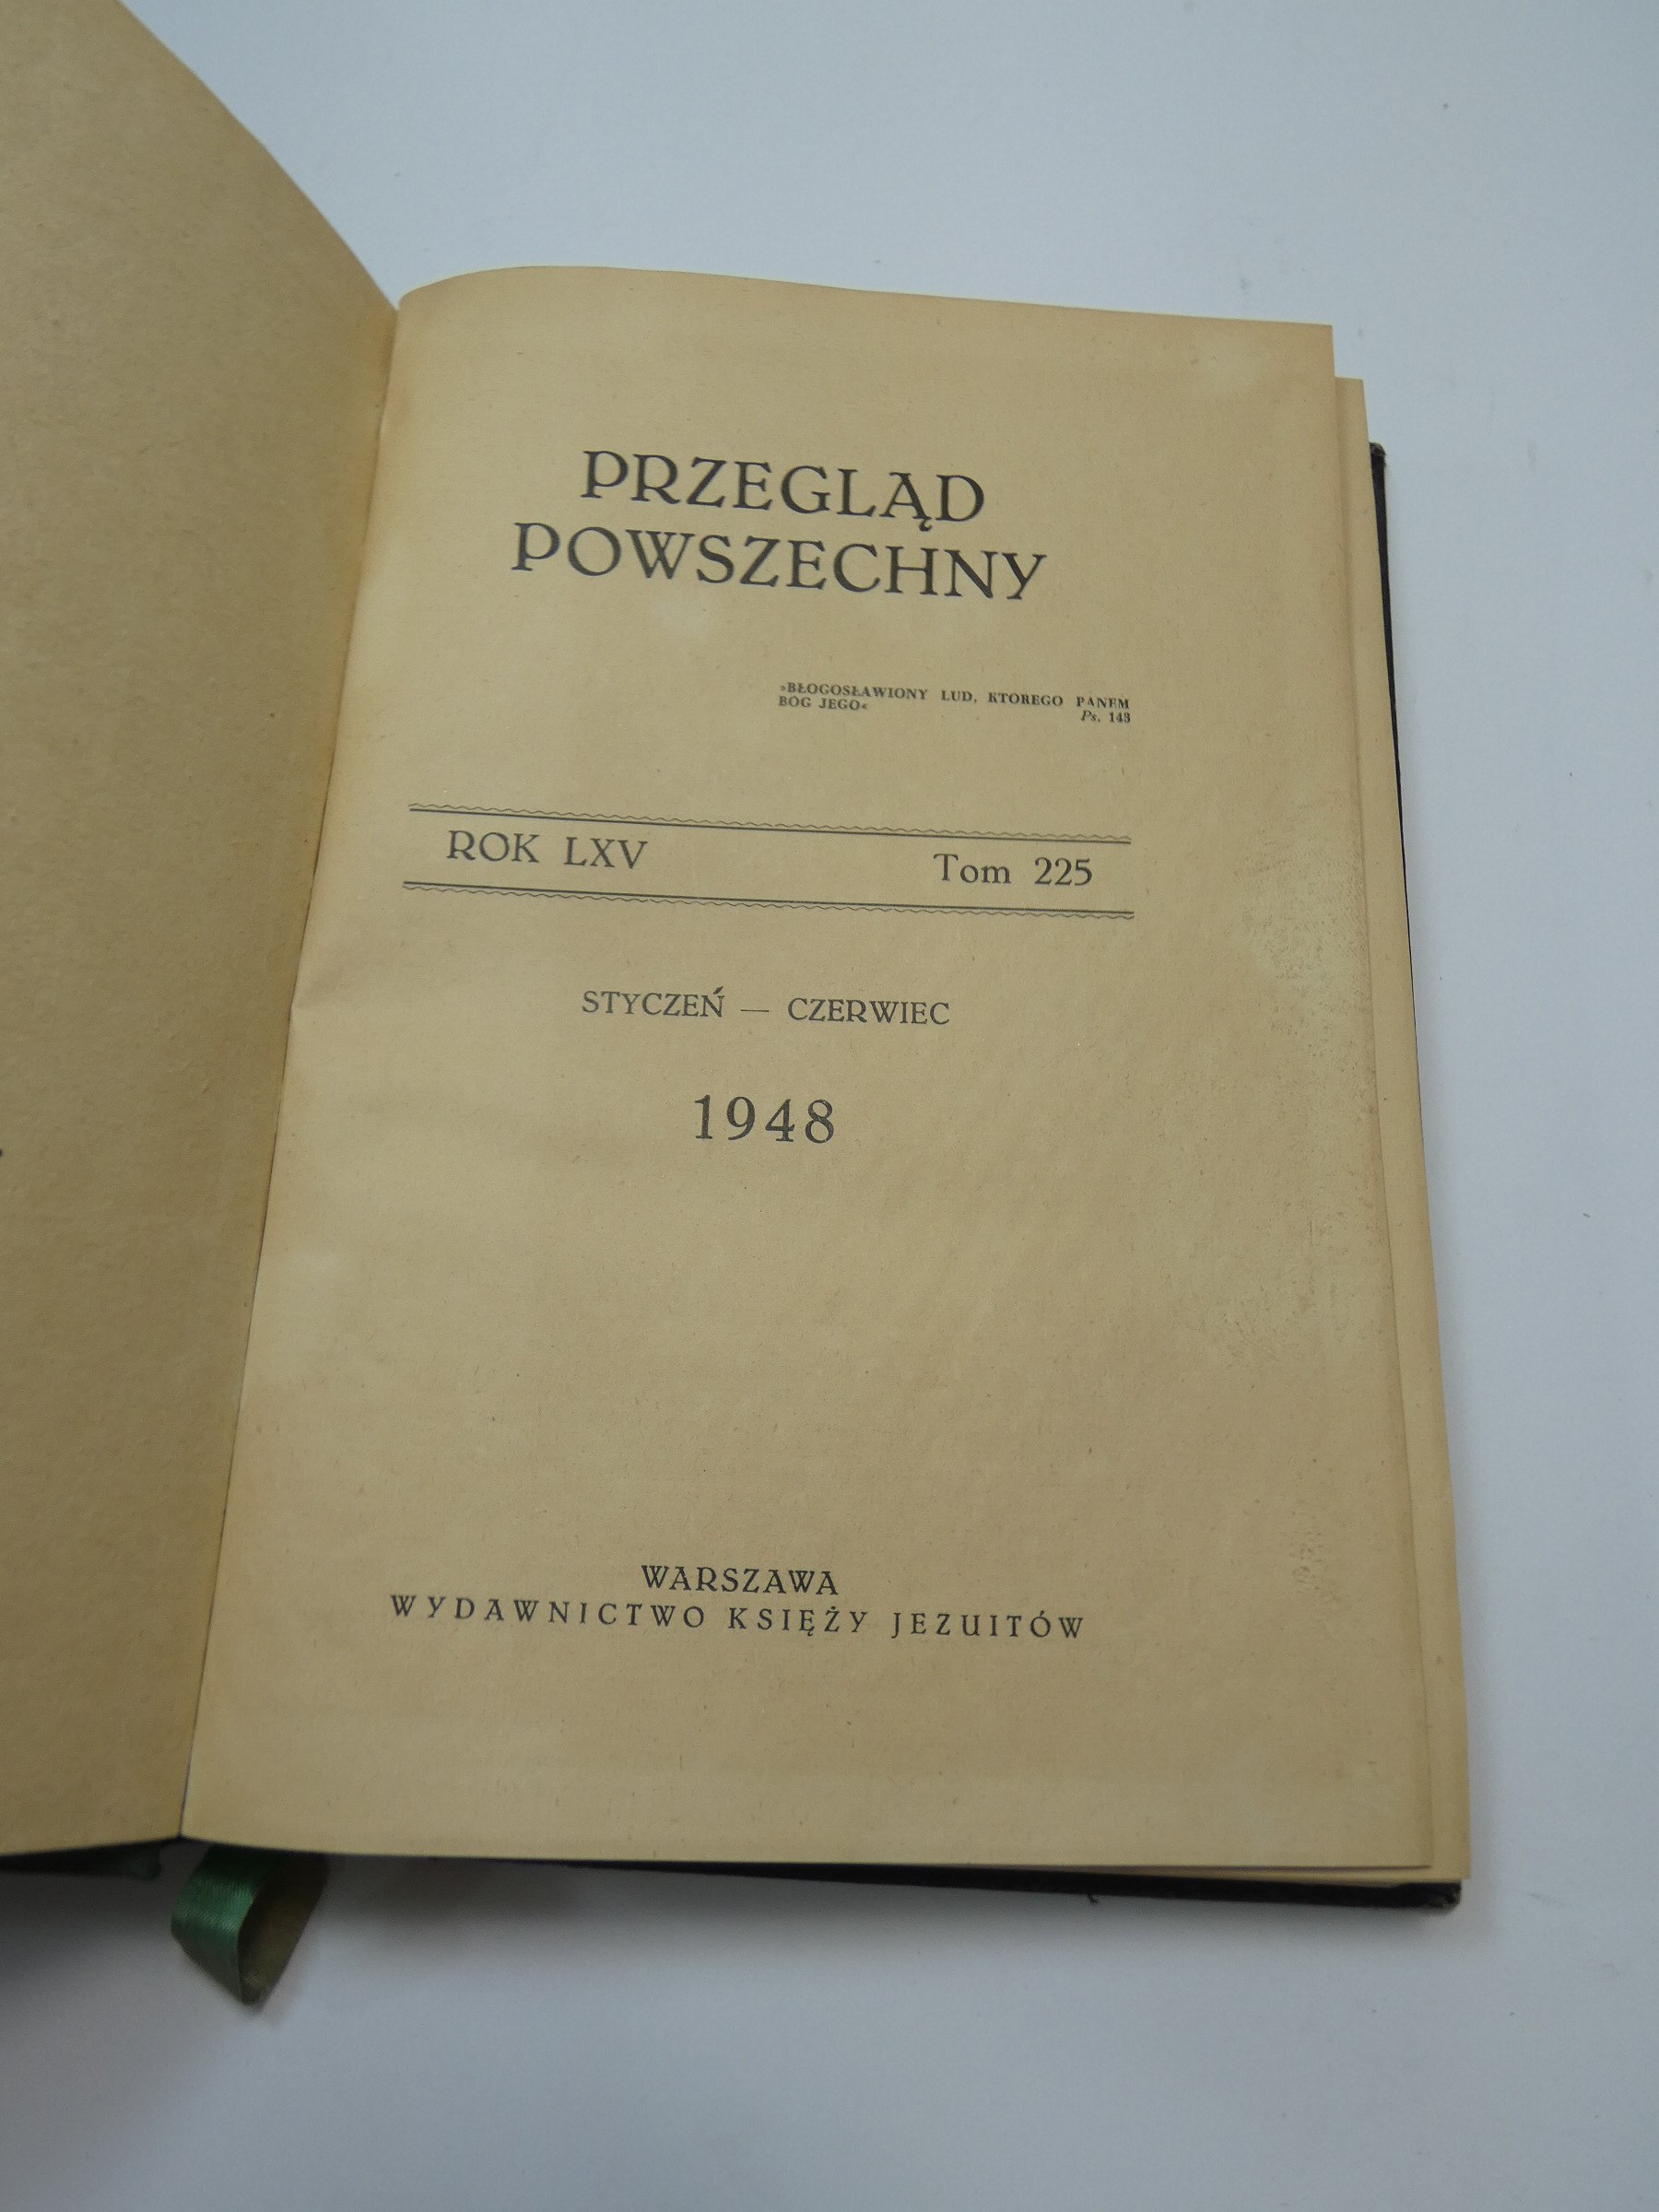 PRZEGLĄD
POWSZECHNY
»BŁOGOSŁAWIONY LUD, KTOREGO PANEM
BOG JEGO«
Ps. 143
ROK LXV Tom 225
STYCZEŃ — CZERWIEC
1948
WARSZAWA
WYDAWNICTWO KSIĘŻY JEZUITÓW